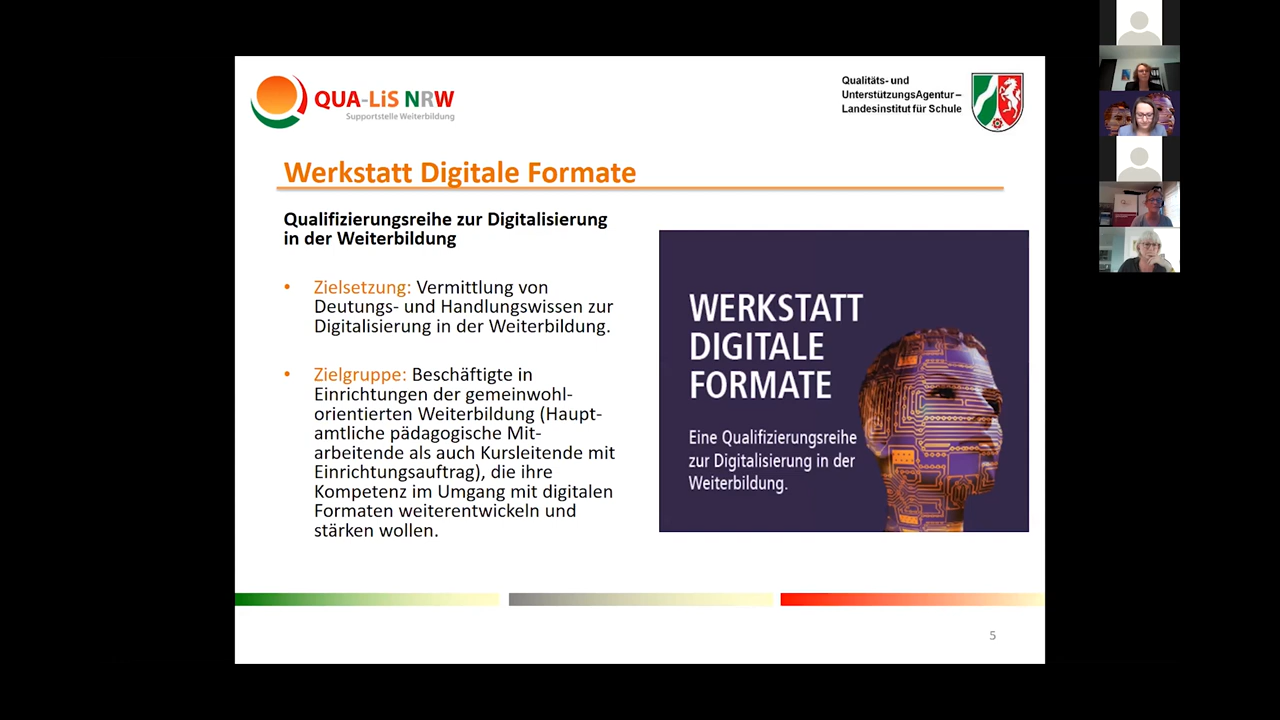 QUA-LiS NRW
Supportstelle Weiterbildung
Qualitäts- und
UnterstützungsAgentur –
Landesinstitut für Schule
Werkstatt Digitale Formate
Qualifizierungsreihe zur Digitalisierung
in der Weiterbildung
• Zielsetzung: Vermittlung von
Deutungs- und Handlungswissen zur
Digitalisierung in der Weiterbildung.
• Zielgruppe: Beschäftigte in
Einrichtungen der gemeinwohl-
orientierten Weiterbildung (Haupt-
amtliche pädagogische Mit-
arbeitende als auch Kursleitende mit
Einrichtungsauftrag), die ihre
Kompetenz im Umgang mit digitalen
Formaten weiterentwickeln und
stärken wollen.
WERKSTATT
DIGITALE
FORMATE
Eine Qualifizierungsreihe
zur Digitalisierung in der
Weiterbildung.
5